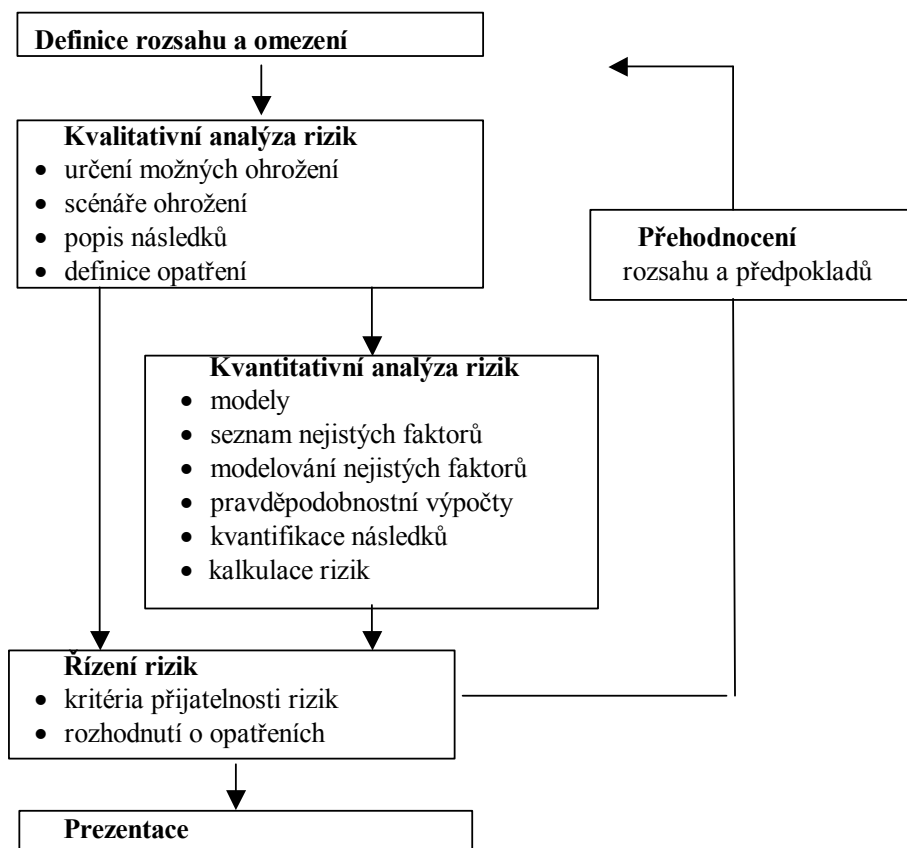 Definice rozsahu a omezení
Kvalitativní analýza rizik
• určení možných ohrožení
• scénáře ohrožení
• popis následků
• definice opatření
Přehodnocení
rozsahu a předpokladů
Kvantitativní analýza rizik
• modely
• seznam nejistých faktorů
• modelování nejistých faktorů
• pravděpodobnostní výpočty
• kvantifikace následků
• kalkulace rizik
Řízení rizik
• kritéria přijatelnosti rizik
• rozhodnutí o opatřeních
Prezentace